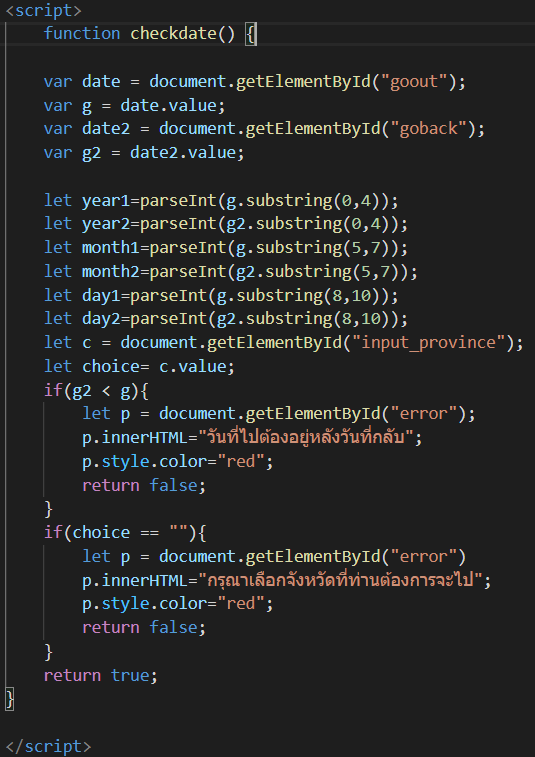 <script>
function checkdate() {
var date = document.getElementById("goout");
var g = date.value;
var date2 = document.getElementById("goback");
var g2 = date2.value;
let year1=parseInt(g.substring(0,4));
let year2=parseInt(g2.substring(0,4));
let month1=parseInt(g.substring(5,7));
let month2=parseInt(g2.substring(5,7));
let day1=parseInt(g.substring(8,10));
let day2=parseInt(g2.substring(8,10));
let c = document.getElementById("input_province");
let choice= c.value;
if(g2 < g){
let p = document.getElementById("error");
p.innerHTML="วันที่ไปต้องอยู่หลังวันที่กลับ";
p.style.color="red";
return false;
}
if(choice == ""){
let p = document.getElementById("error")
p.innerHTML="กรุณาเลือกจังหวัดที่ท่านต้องการจะไป";
p.style.color="red";
return false;
}
return true;
}
</script>